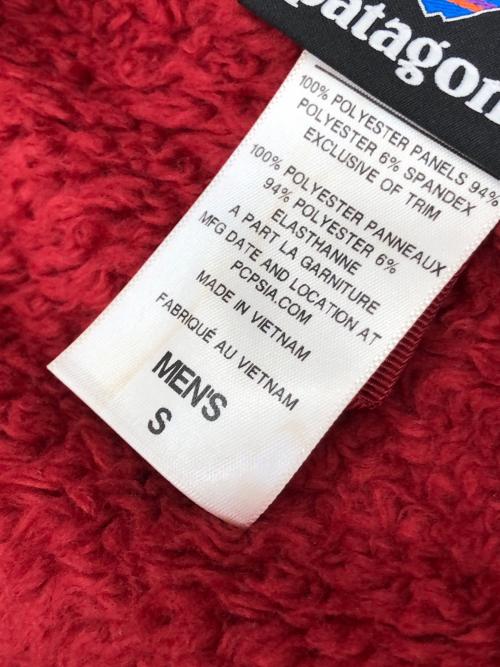 patagon
100% POLYESTER PANELS 94%
POLYESTER 6% SPANDEX
EXCLUSIVE OF TRIM
100% POLYESTER PANNEAUX
94% POLYESTER 6%
ELASTHANNE
A PART LA GARNITURE
MFG DATE AND LOCATION AT
PCPSIA.COM
MADE IN VIETNAM
FABRIQUÉ AU VIETNAM
MEN'S
S